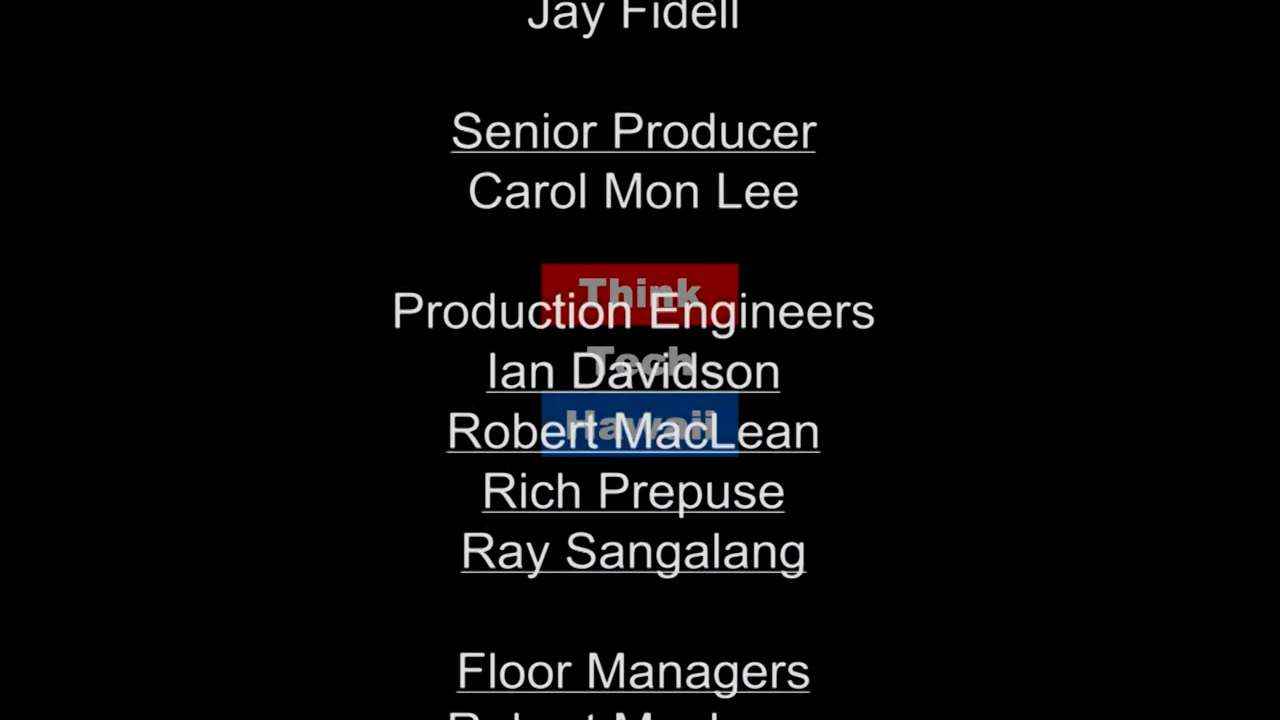 Jay Fidell
Senior Producer
Carol Mon Lee
Think
Production Engineers
Tech
Ian Davidson
Hawaii
Robert MacLean
Rich Prepuse
Ray Sangalang
Floor Managers
Robert